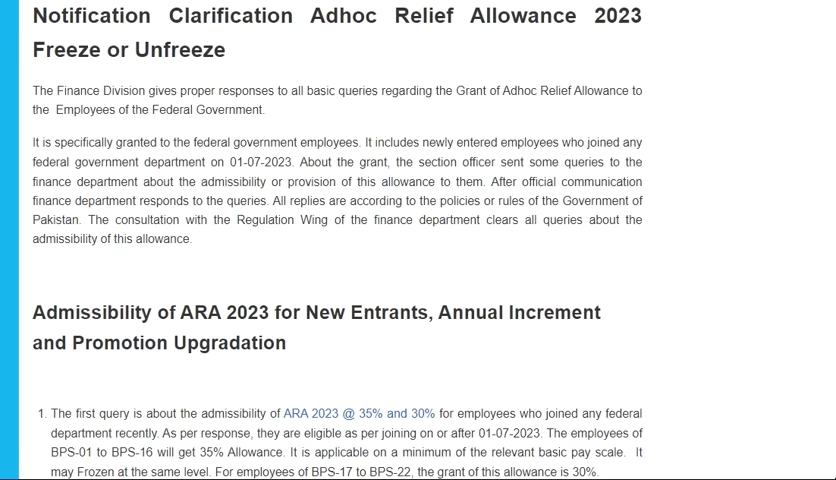 Notification Clarification Adhoc Relief Allowance 2023
Freeze or Unfreeze
The Finance Division gives proper responses to all basic queries regarding the Grant of Adhoc Relief Allowance to
the Employees of the Federal Government.
It is specifically granted to the federal government employees. It includes newly entered employees who joined any
federal government department on 01-07-2023. About the grant, the section officer sent some queries to the
finance department about the admissibility or provision of this allowance to them. After official communication
finance department responds to the queries. All replies are according to the policies or rules of the Government of
Pakistan. The consultation with the Regulation Wing of the finance department clears all queries about the
admissibility of this allowance.
Admissibility of ARA 2023 for New Entrants, Annual Increment
and Promotion Upgradation
1. The first query is about the admissibility of ARA 2023 @ 35% and 30% for employees who joined any federal
department recently. As per response, they are eligible as per joining on or after 01-07-2023. The employees of
BPS-01 to BPS-16 will get 35% Allowance. It is applicable on a minimum of the relevant basic pay scale. It
may Frozen at the same level. For employees of BPS-17 to BPS-22, the grant of this allowance is 30%.